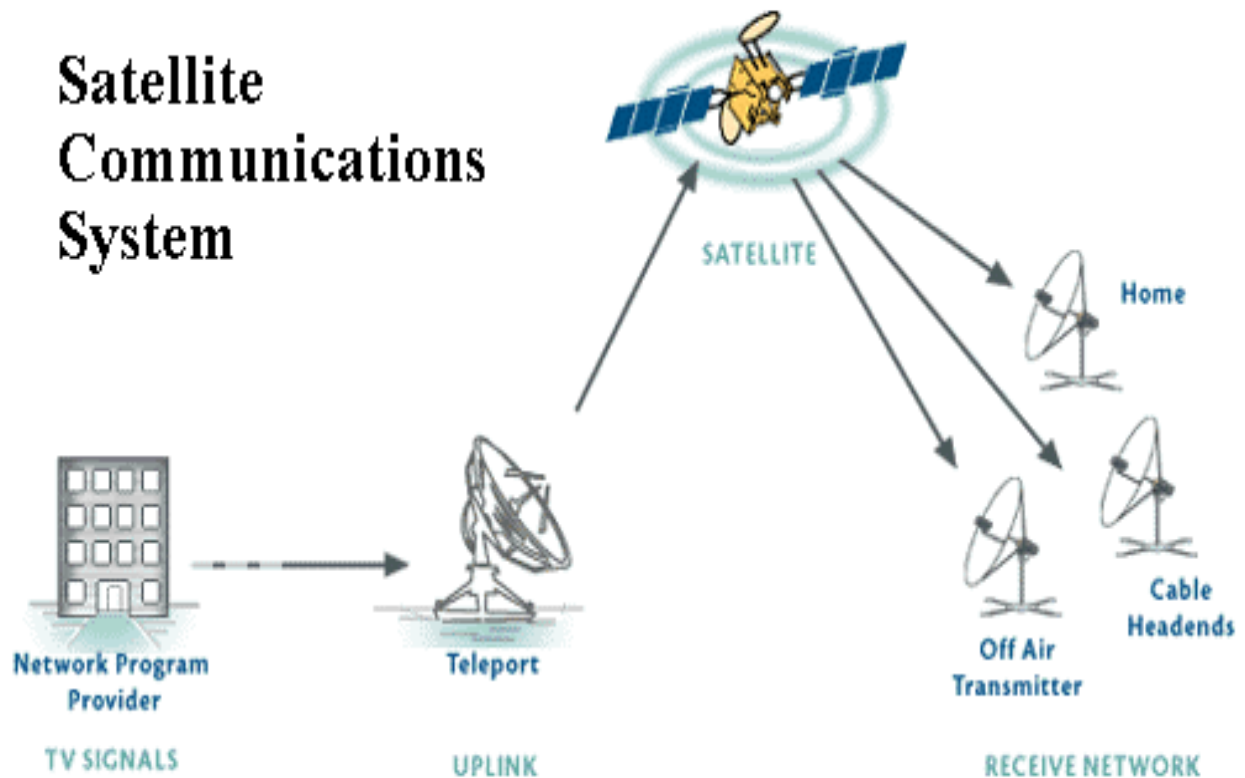 Satellite
Communications
System
SATELLITE
Home
Cable
Headends
Off Air
Transmitter
Network Program
Provider
Teleport
TV SIGNALS
UPLINK
RECEIVE NETWORK